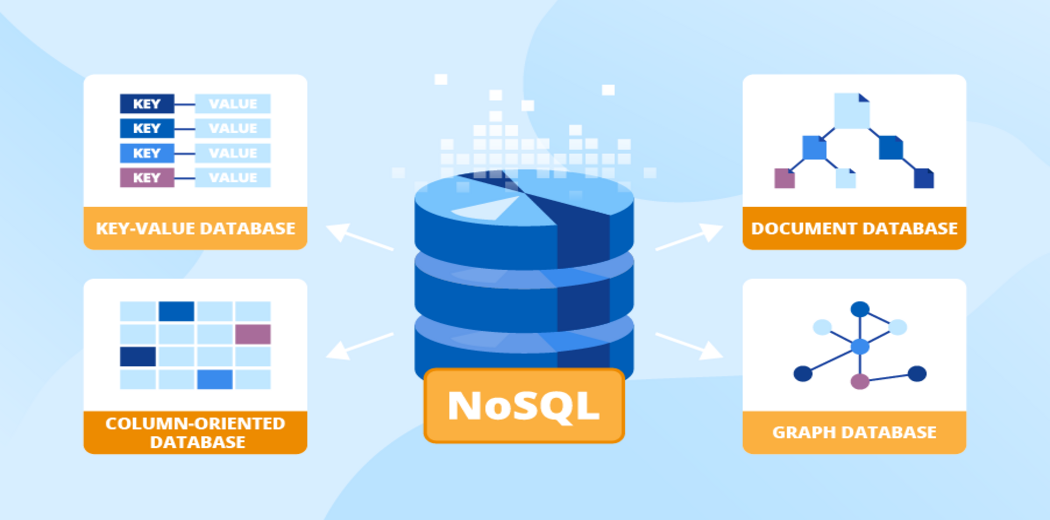 KEY VALUE
KEY VALUE
KEY VALUE
KEY VALUE
KEY-VALUE DATABASE
DOCUMENT DATABASE
COLUMN-ORIENTED
DATABASE
NoSQL
GRAPH DATABASE